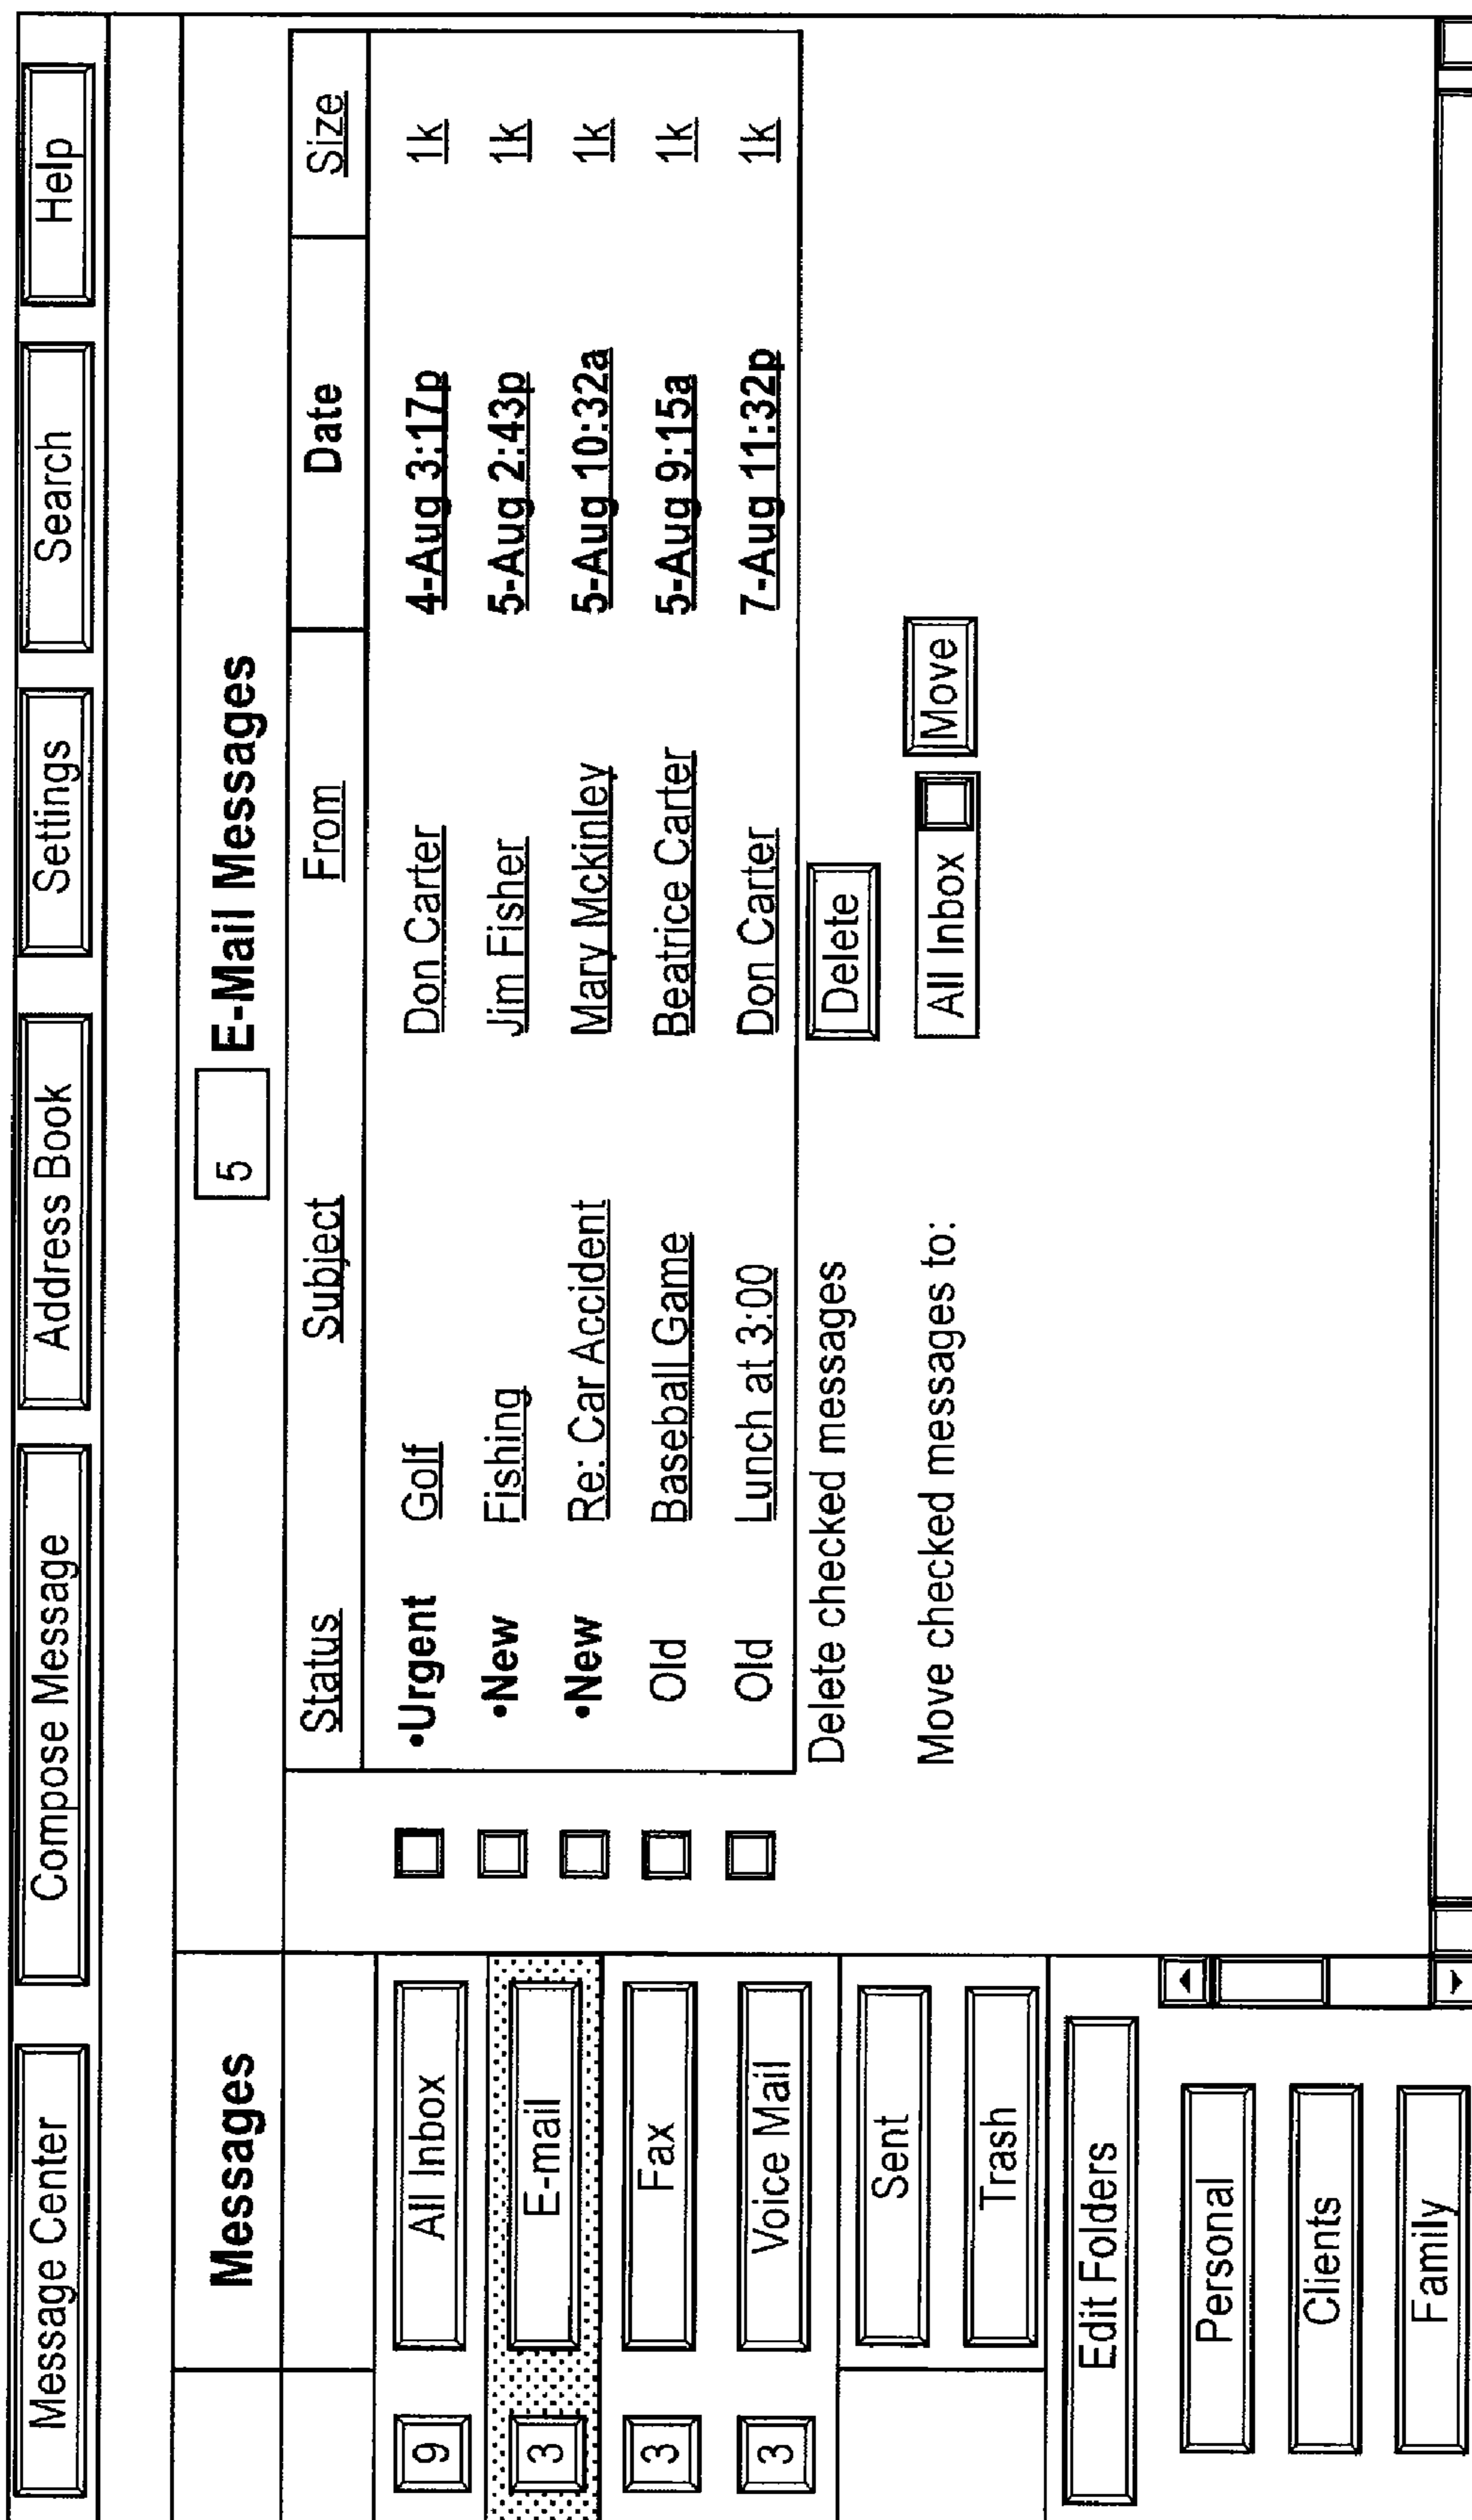 Message Center Compose Message Address Book Settings Search Help
Messages 5 E-Mail Messages
Status Subject From Date Size
9 All Inbox
3 E-mail
3 Fax
3 Voice Mail
Sent
Trash
Edit Folders
Personal
Clients
Family
•Urgent Golf Don Carter 4-Aug 3:17p 1k
•New Fishing Jim Fisher 5-Aug 2:43p 1k
•New Re: Car Accident Mary Mckinley 5-Aug 10:32a 1k
Old Baseball Game Beatrice Carter 5-Aug 9:15a 1k
Old Lunch at 3:00 Don Carter 7-Aug 11:32p 1k
Delete checked messages Delete
Move checked messages to: All Inbox Move